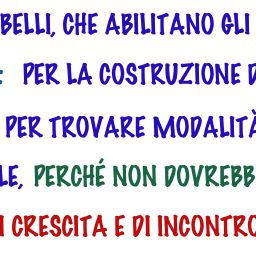 BELLI, CHE ABILITANO GLI
: PER LA COSTRUZIONE D
PER TROVARE MODALITÀ
LE, PERCHÉ NON DOVREBB
I CRESCITA E DI INCONTRO